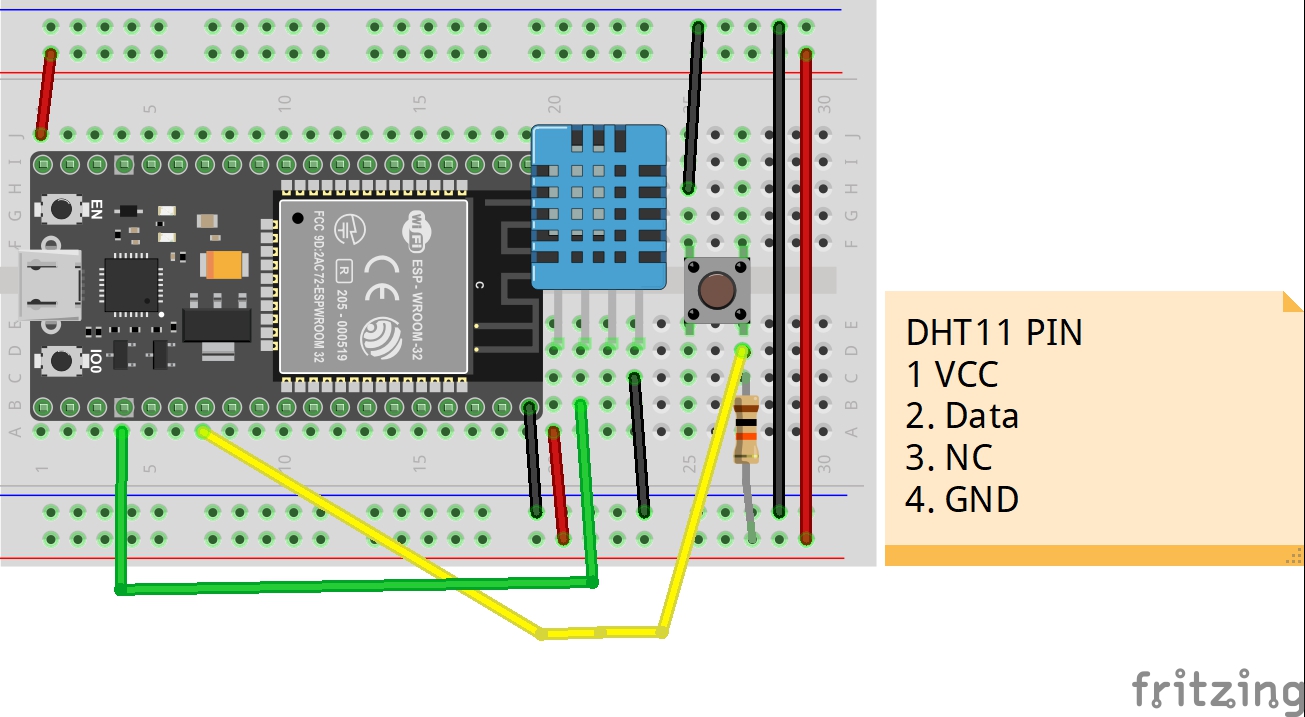 5
10
15
20
25
30
J
I
H
G
F
EN
FCC 9D:2AC72-ESPWROOM 32
R
205 - 000519
CE
WiFi
ESP - WROOM-32
C
IO0
E
D
C
B
A
1
5
10
15
25
30
DHT11 PIN
1 VCC
2. Data
3. NC
4. GND
fritzing